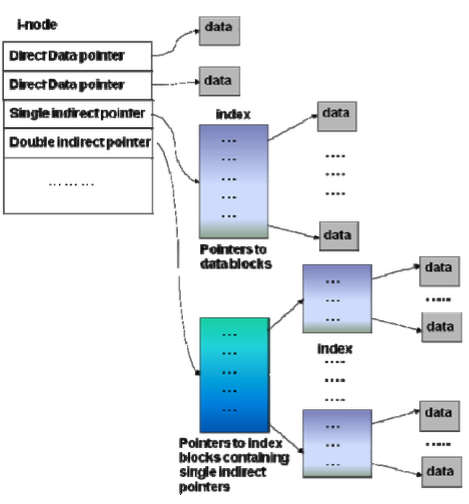 i-node
data
Direct Data pointer
data
Direct Data pointer
index
Single indirect pointer
data
Double indirect pointer
...
...
...
...
...
... ... ...
....
....
....
data
Pointers to
data blocks
data
...
...
...
.....
data
index
...
...
...
...
...
....
....
....
data
...
...
...
.....
data
Pointers to index
blocks containing
single indirect
pointers